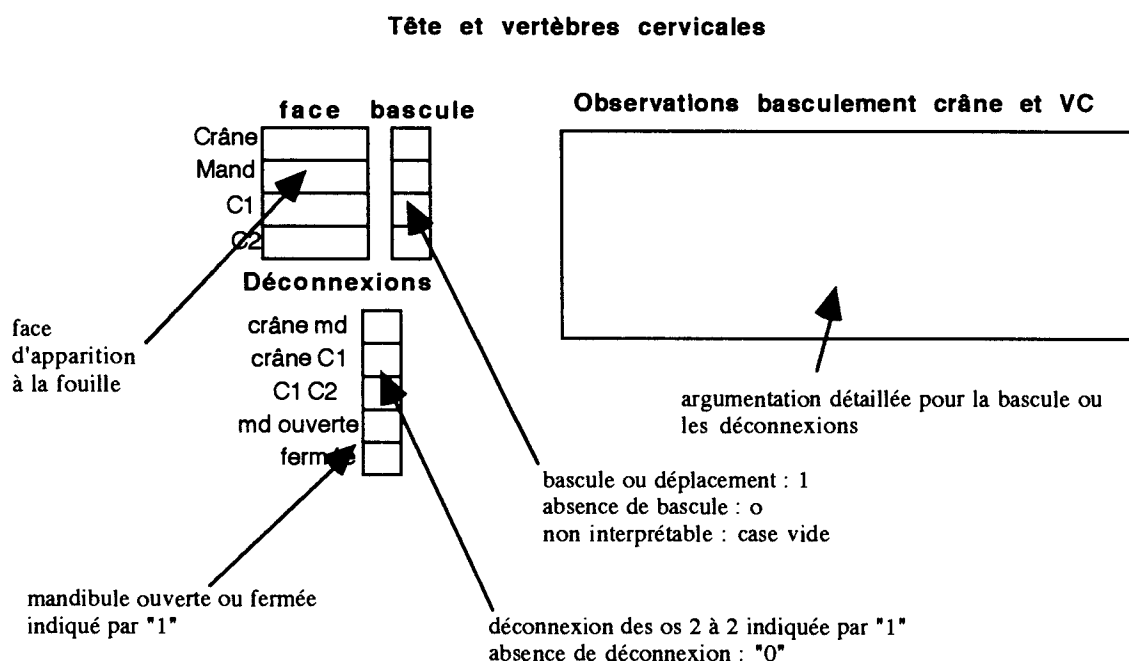 Tête et vertèbres cervicales
face bascule
Observations basculement crâne et VC
Crâne
Mand
C1
C2
Déconnexions
crâne md
crâne C1
C1 C2
md ouverte
fermée
face
d'apparition
à la fouille
argumentation détaillée pour la bascule ou
les déconnexions
bascule ou déplacement : 1
absence de bascule : o
non interprétable : case vide
mandibule ouverte ou fermée
indiqué par "1"
déconnexion des os 2 à 2 indiquée par "1"
absence de déconnexion : "0"